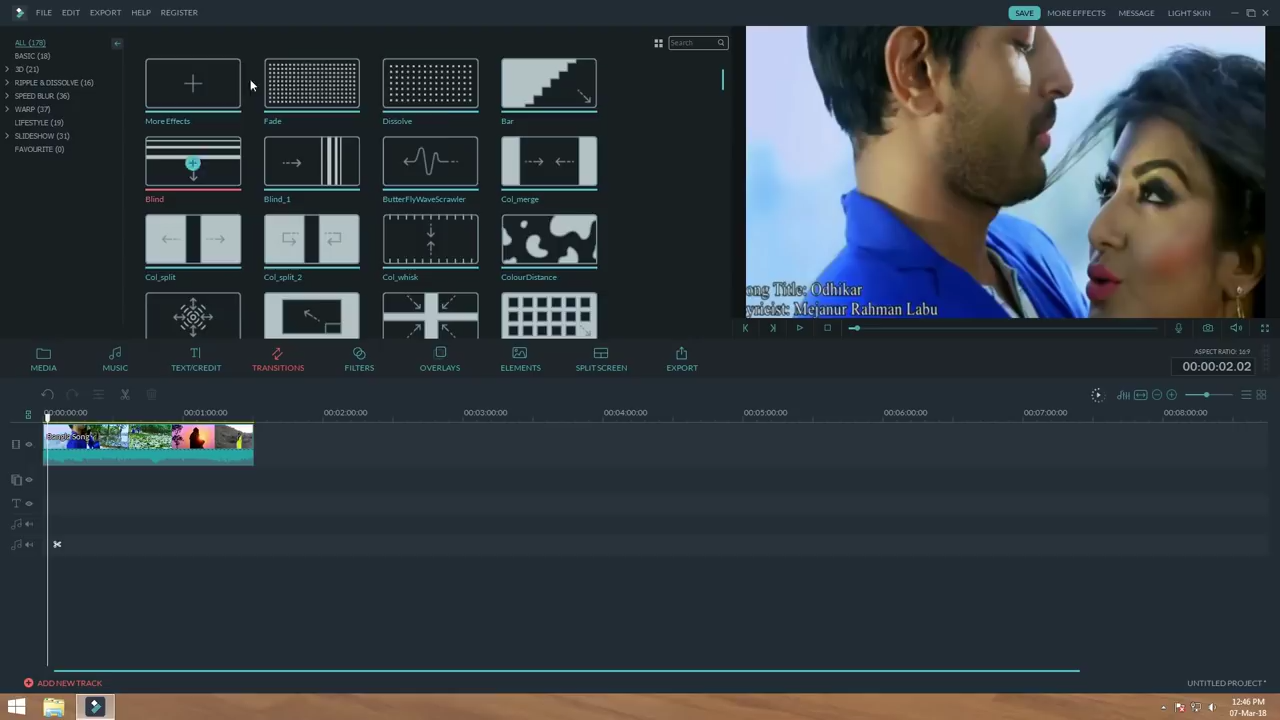 FILE EDIT EXPORT HELP REGISTER SAVE MORE EFFECTS MESSAGE LIGHT SKIN
ALL (178)
BASIC (18)
3D (21)
RIPPLE & DISSOLVE (16)
SPEED BLUR (36)
WARP (37)
LIFESTYLE (19)
SLIDESHOW (31)
FAVOURITE (0)
Search
More Effects Fade Dissolve Bar
Blind Blind_1 ButterFlyWaveScrawler Col_merge
Col_split Col_split_2 Col_whisk ColourDistance
ong Title: Odhikar
yricist: Mejanur Rahman Labu
MEDIA MUSIC TEXT/CREDIT TRANSITIONS FILTERS OVERLAYS ELEMENTS SPLIT SCREEN EXPORT
ASPECT RATIO: 16:9
00:00:02.02
00:00:00:00 00:01:00:00 00:02:00:00 00:03:00:00 00:04:00:00 00:05:00:00 00:06:00:00 00:07:00:00 00:08:00:00
Bangla Song
ADD NEW TRACK
UNTITLED PROJECT *
12:46 PM
07-Mar-18